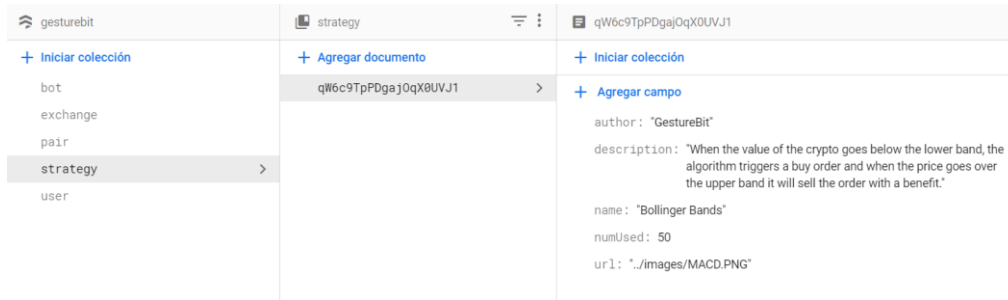 gesturebit
strategy
qW6c9TpPDgajOqX0UVJ1
+ Iniciar colección
+ Agregar documento
+ Iniciar colección
bot
exchange
pair
strategy
user
qW6c9TpPDgajOqX0UVJ1
+ Agregar campo
author: "GestureBit"
description: "When the value of the crypto goes below the lower band, the
algorithm triggers a buy order and when the price goes over
the upper band it will sell the order with a benefit."
name: "Bollinger Bands"
numUsed: 50
url: "../images/MACD.PNG"